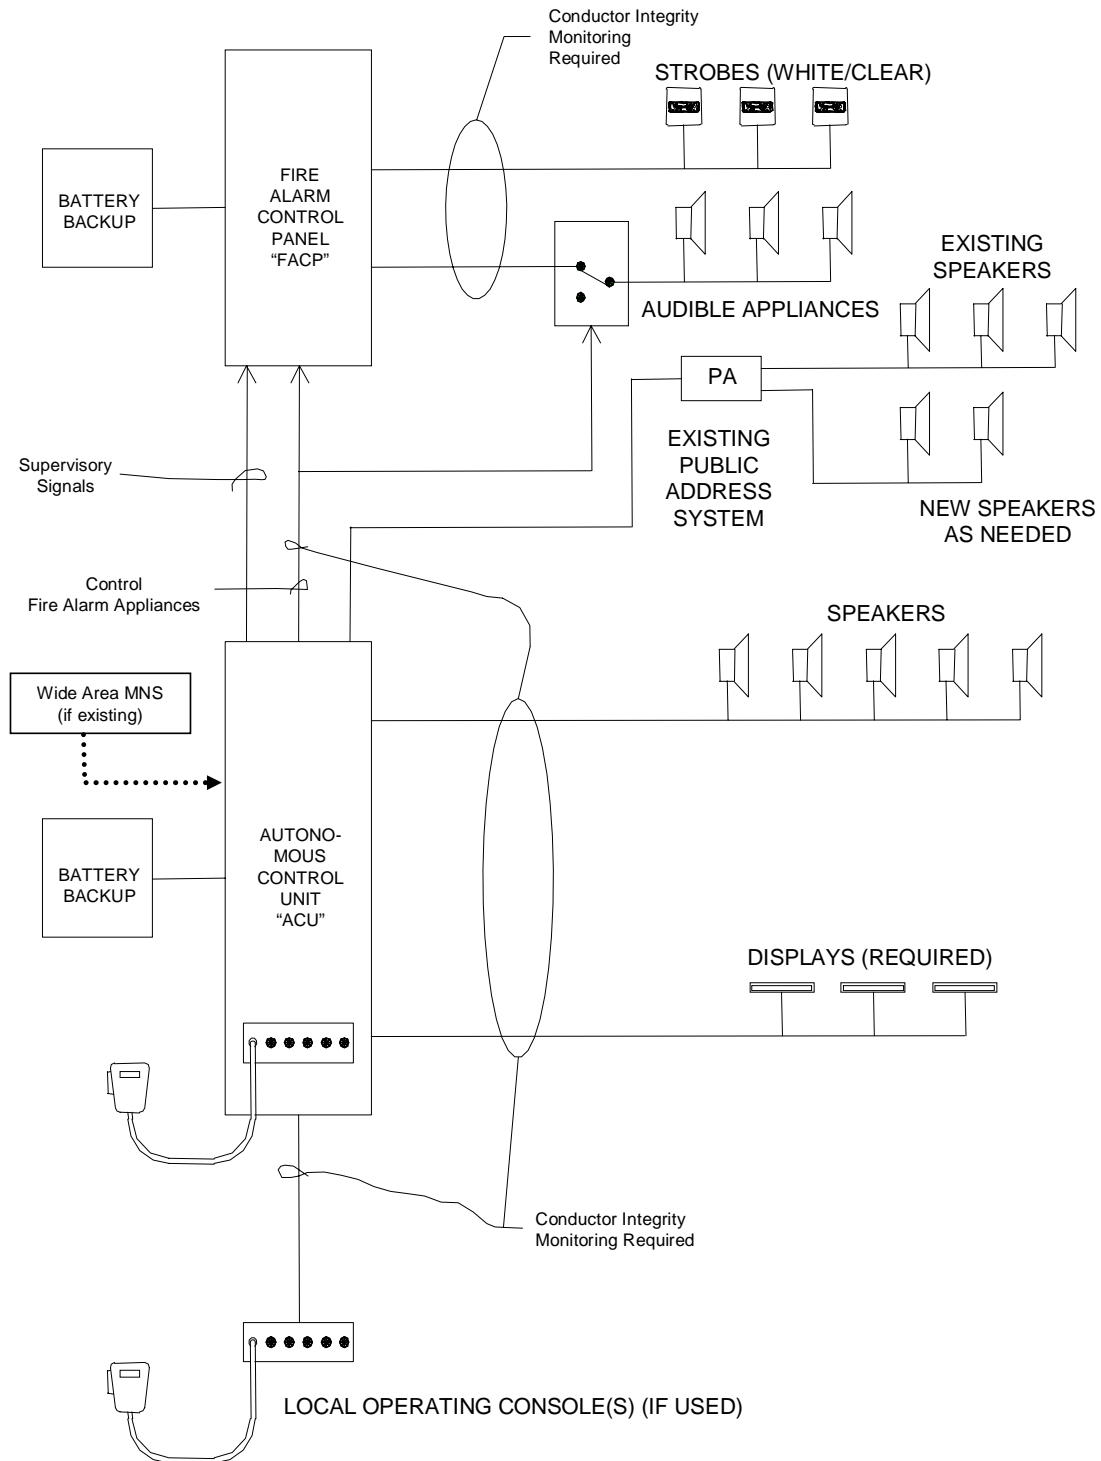 Conductor Integrity
Monitoring
Required
STROBES (WHITE/CLEAR)
BATTERY
BACKUP
FIRE
ALARM
CONTROL
PANEL
“FACP”
EXISTING
SPEAKERS
AUDIBLE APPLIANCES
PA
EXISTING
PUBLIC
ADDRESS
SYSTEM
NEW SPEAKERS
AS NEEDED
Supervisory
Signals
Control
Fire Alarm Appliances
SPEAKERS
Wide Area MNS
(if existing)
BATTERY
BACKUP
AUTONO-
MOUS
CONTROL
UNIT
“ACU”
DISPLAYS (REQUIRED)
Conductor Integrity
Monitoring Required
LOCAL OPERATING CONSOLE(S) (IF USED)